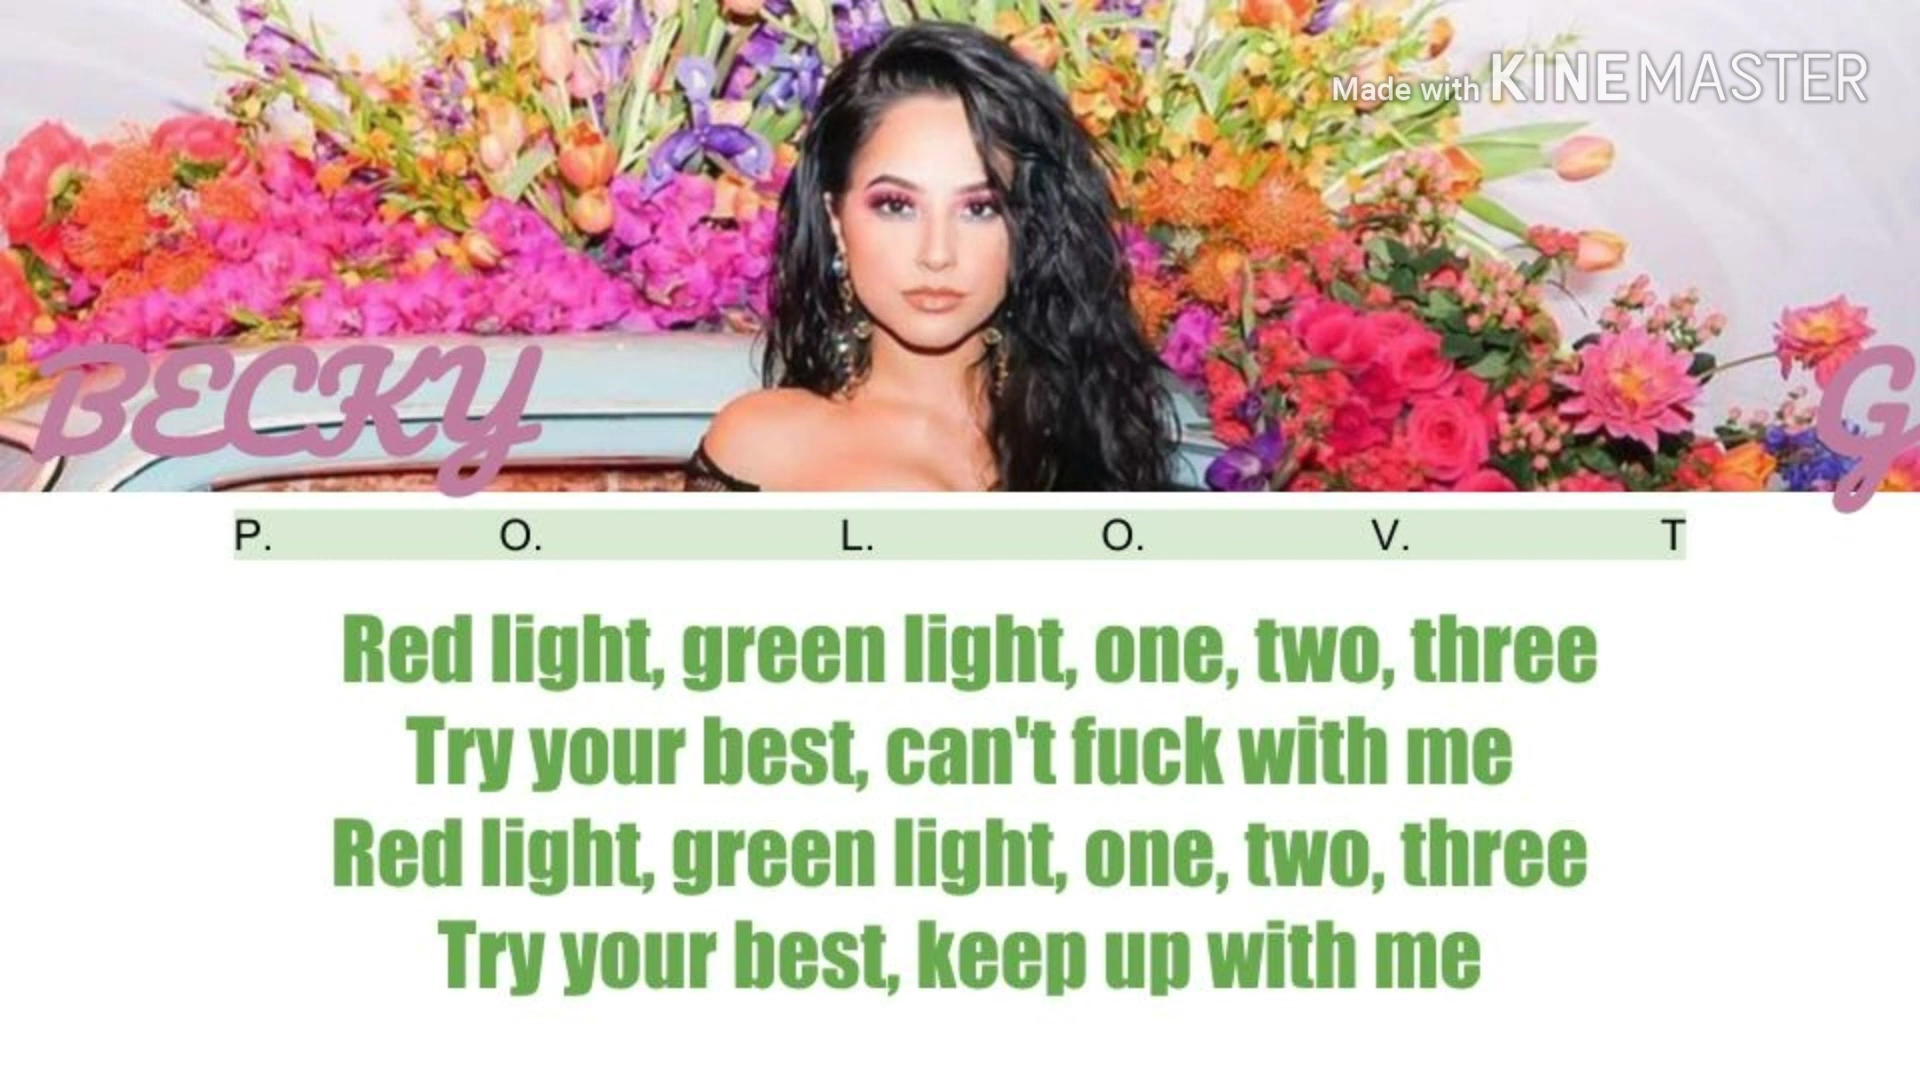 Made with KINEMASTER
BECKY G
P. O. L. O. V. T
Red light, green light, one, two, three
Try your best, can't fuck with me
Red light, green light, one, two, three
Try your best, keep up with me